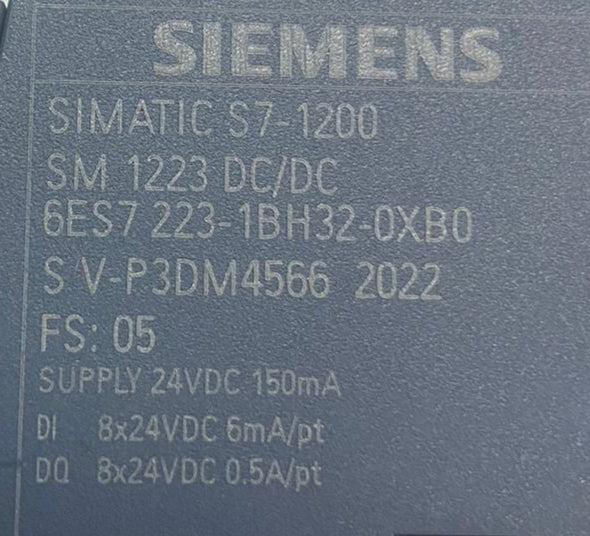 SIEMENS
SIMATIC S7-1200
SM 1223 DC/DC
6ES7 223-1BH32-0XB0
S V-P3DM4566 2022
FS: 05
SUPPLY 24VDC 150mA
DI 8x24VDC 6mA/pt
DQ 8x24VDC 0.5A/pt